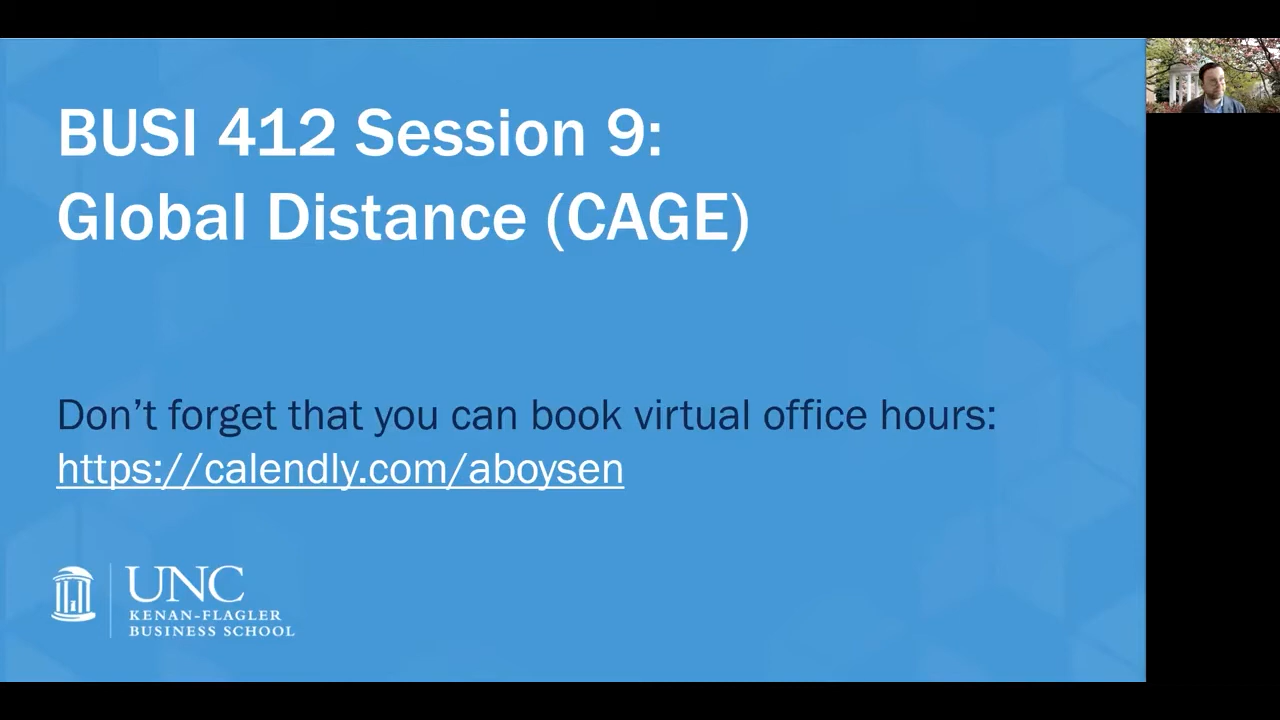 BUSI 412 Session 9:
Global Distance (CAGE)
Don’t forget that you can book virtual office hours:
https://calendly.com/aboysen
UNC
KENAN-FLAGLER
BUSINESS SCHOOL